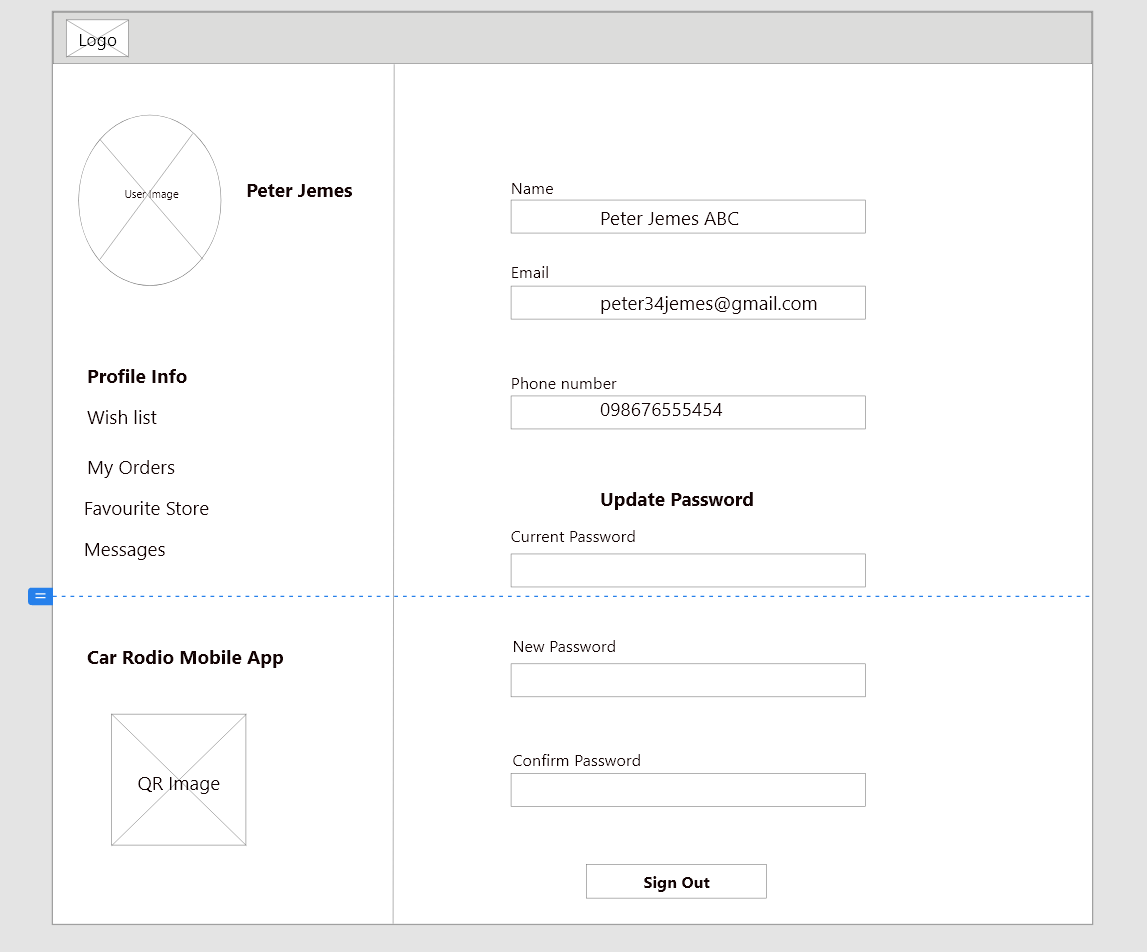 Logo
User Image
Peter Jemes
Profile Info
Wish list
My Orders
Favourite Store
Messages
Car Rodio Mobile App
QR Image
Name
Peter Jemes ABC
Email
peter34jemes@gmail.com
Phone number
098676555454
Update Password
Current Password
New Password
Confirm Password
Sign Out